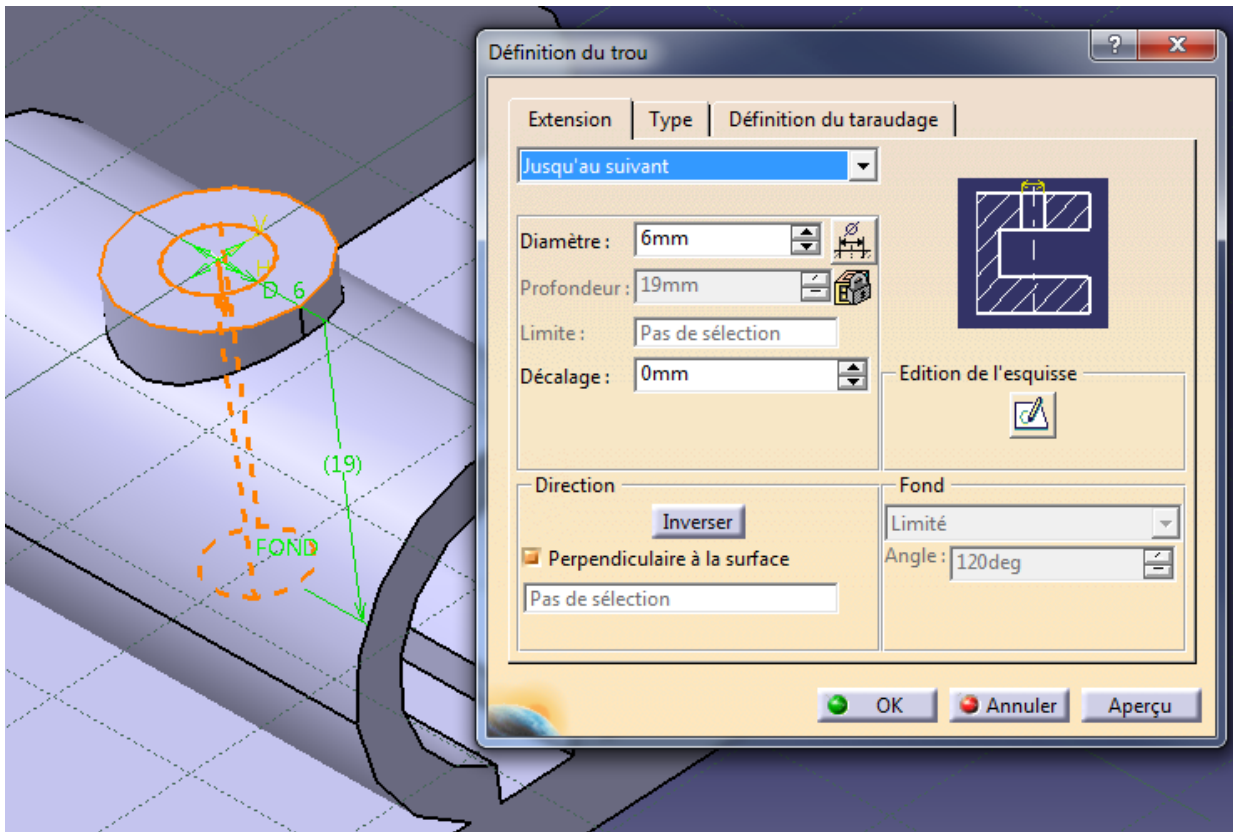 Définition du trou
?
X
Extension
Type
Définition du taraudage
Jusqu'au suivant
Diamètre :
6mm
Profondeur :
19mm
Limite :
Pas de sélection
Décalage :
0mm
Edition de l'esquisse
Direction
Inverser
Perpendiculaire à la surface
Pas de sélection
Fond
Limité
Angle :
120deg
OK
Annuler
Aperçu
V
H
D 6
(19)
FOND